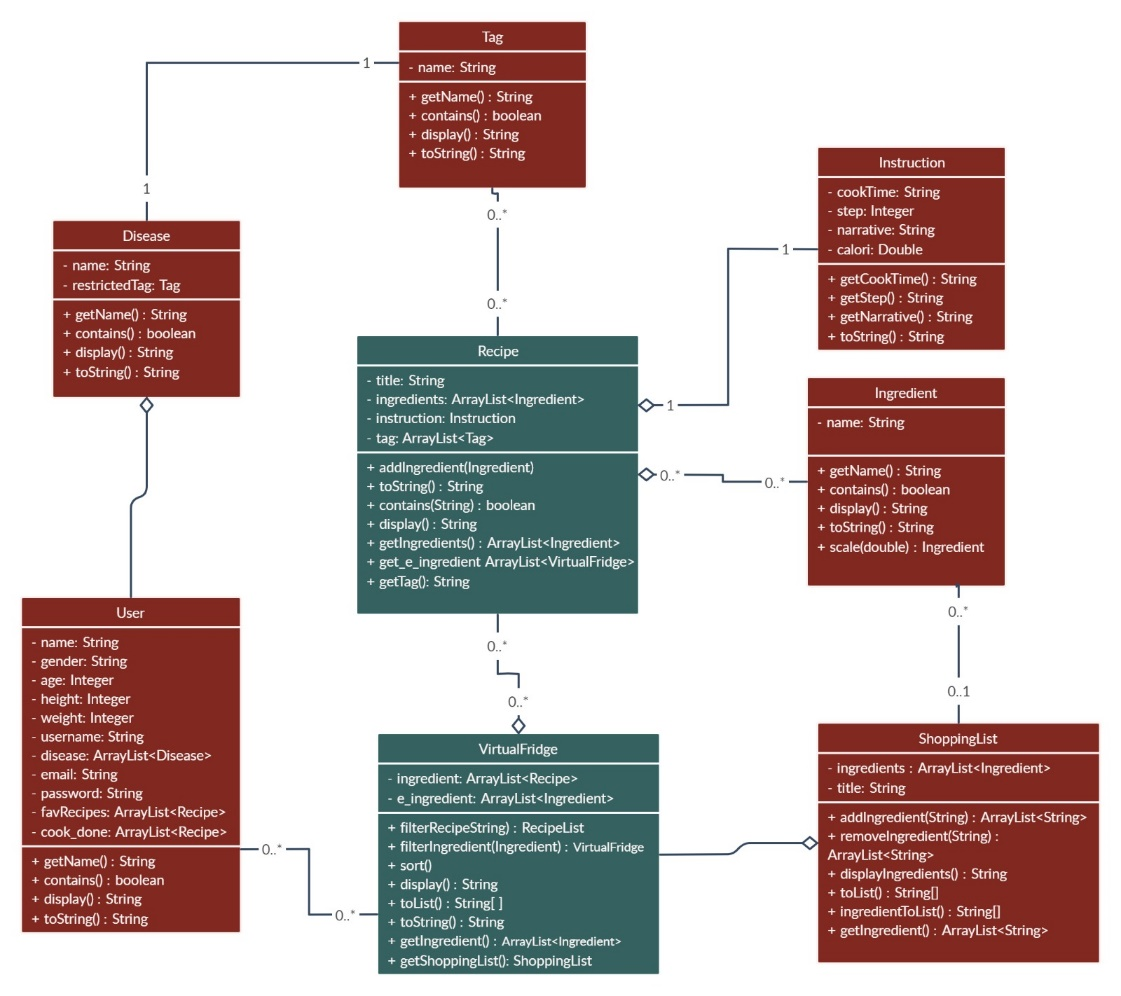 Tag
- name: String
+ getName() : String
+ contains() : boolean
+ display() : String
+ toString() : String
1
1
0..*
0..*
Disease
- name: String
- restrictedTag: Tag
+ getName() : String
+ contains() : boolean
+ display() : String
+ toString() : String
Instruction
- cookTime: String
- step: Integer
- narrative: String
- calori: Double
+ getCookTime() : String
+ getStep() : String
+ getNarrative() : String
+ toString() : String
1
1
Recipe
- title: String
- ingredients: ArrayList<Ingredient>
- instruction: Instruction
- tag: ArrayList<Tag>
+ addIngredient(Ingredient)
+ toString() : String
+ contains(String) : boolean
+ display() : String
+ getIngredients() : ArrayList<Ingredient>
+ get_e_ingredient ArrayList<VirtualFridge>
+ getTag(): String
0..*
0..*
Ingredient
- name: String
+ getName() : String
+ contains() : boolean
+ display() : String
+ toString() : String
+ scale(double) : Ingredient
0..*
0..1
0..*
0..*
User
- name: String
- gender: String
- age: Integer
- height: Integer
- weight: Integer
- username: String
- disease: ArrayList<Disease>
- email: String
- password: String
- favRecipes: ArrayList<Recipe>
- cook_done: ArrayList<Recipe>
+ getName() : String
+ contains() : boolean
+ display() : String
+ toString() : String
0..*
0..*
VirtualFridge
- ingredient: ArrayList<Recipe>
- e_ingredient: ArrayList<Ingredient>
+ filterRecipeString) : RecipeList
+ filterIngredient(Ingredient) : VirtualFridge
+ sort()
+ display() : String
+ toList() : String[ ]
+ toString() : String
+ getIngredient() : ArrayList<Ingredient>
+ getShoppingList(): ShoppingList
ShoppingList
- ingredients : ArrayList<Ingredient>
- title: String
+ addIngredient(String) : ArrayList<String>
+ removeIngredient(String) :
ArrayList<String>
+ displayIngredients() : String
+ toList() : String[]
+ ingredientToList() : String[]
+ getIngredient() : ArrayList<String>